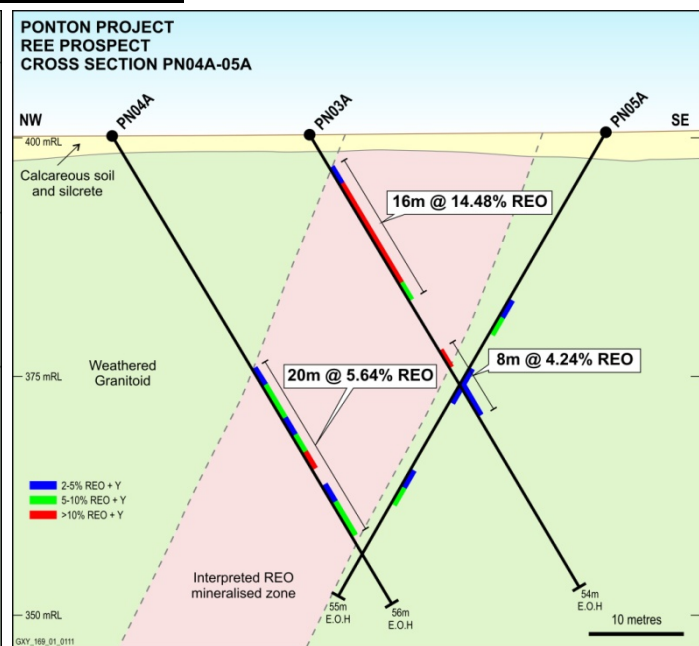 PONTON PROJECT
REE PROSPECT
CROSS SECTION PN04A-05A
PN04A
PN03A
PN05A
NW
SE
400 mRL
Calcareous soil
and silcrete
16m @ 14.48% REO
375 mRL
Weathered
Granitoid
20m @ 5.64% REO
8m @ 4.24% REO
2-5% REO + Y
5-10% REO + Y
>10% REO + Y
Interpreted REO
mineralised zone
55m
E.O.H
56m
E.O.H
54m
E.O.H
350 mRL
10 metres
GXY_169_01_0111